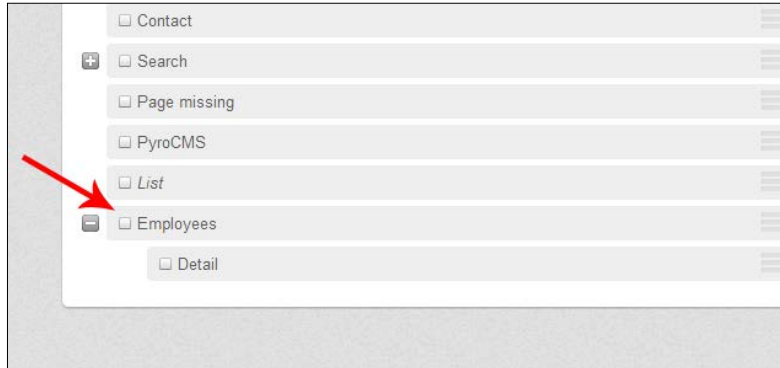 Contact
Search
Page missing
PyroCMS
List
Employees
Detail